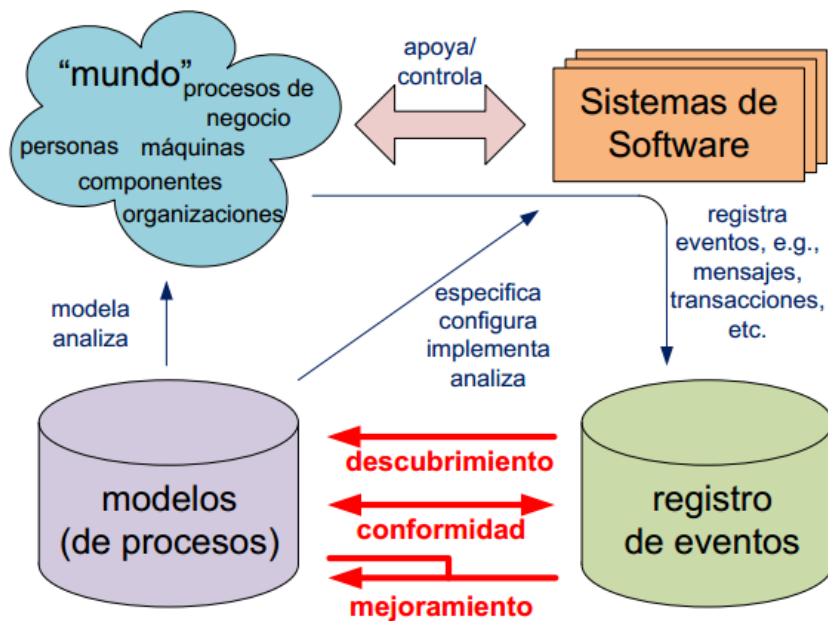 “mundo”
procesos de
negocio
personas
máquinas
componentes
organizaciones
apoya/
controla
Sistemas de
Software
registra
eventos, e.g.,
mensajes,
transacciones,
etc.
modela
analiza
especifica
configura
implementa
analiza
modelos
(de procesos)
descubrimiento
conformidad
mejoramiento
registro
de eventos